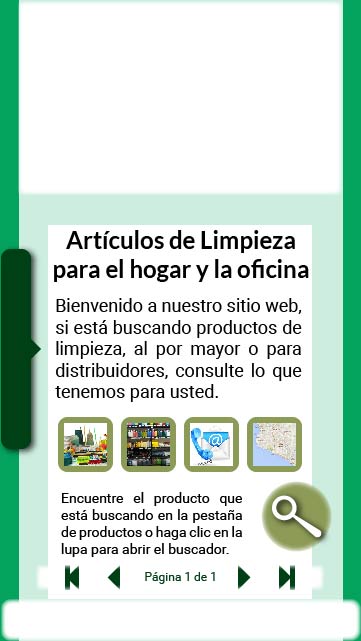 Artículos de Limpieza
para el hogar y la oficina
Bienvenido a nuestro sitio web,
si está buscando productos de
limpieza, al por mayor o para
distribuidores, consulte lo que
tenemos para usted.
@
Encuentre el producto que
está buscando en la pestaña
de productos o haga clic en la
lupa para abrir el buscador.
Página 1 de 1